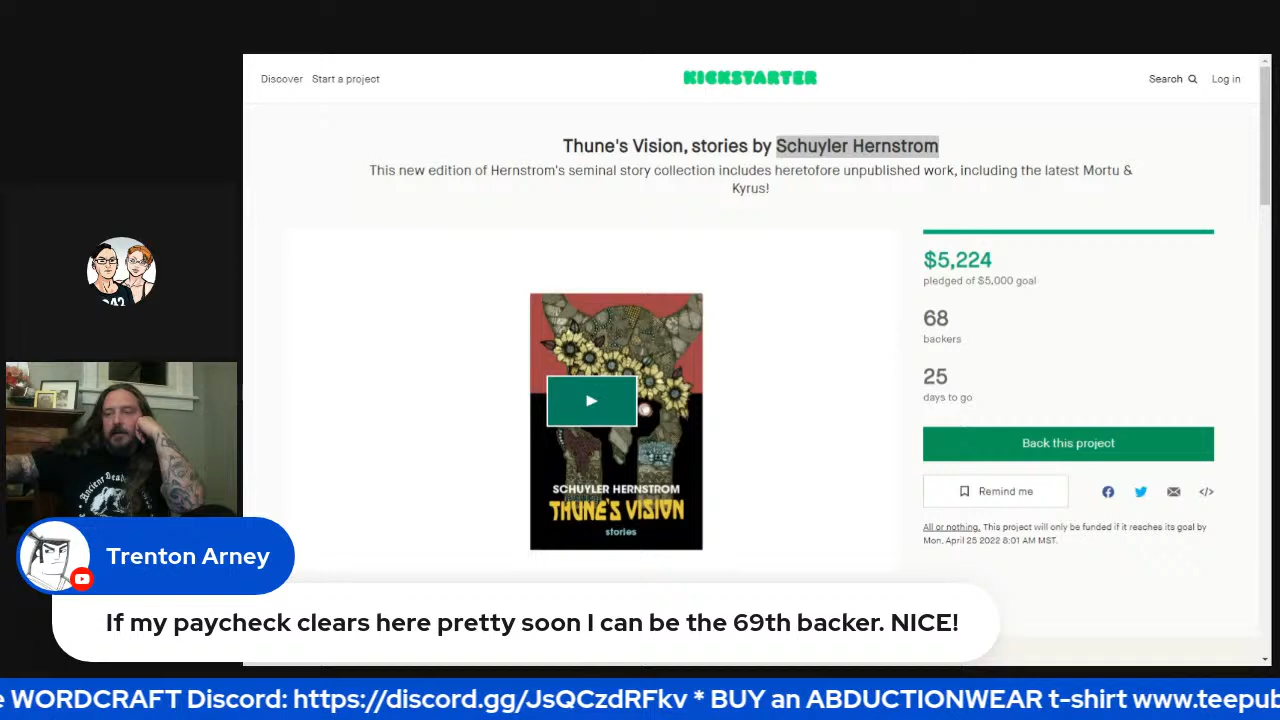 Discover Start a project
KICKSTARTER
Search Log in
Thune's Vision, stories by Schuyler Hernstrom
This new edition of Hernstrom's seminal story collection includes heretofore unpublished work, including the latest Mortu &
Kyrus!
$5,224
pledged of $5,000 goal
68
backers
25
days to go
Back this project
Remind me
All or nothing. This project will only be funded if it reaches its goal by
Mon, April 25 2022 8:01 AM MST.
SCHUYLER HERNSTROM
THUNE'S VISION
stories
Trenton Arney
If my paycheck clears here pretty soon I can be the 69th backer. NICE!
e WORDCRAFT Discord: https://discord.gg/JsQCzdRFkv * BUY an ABDUCTIONWEAR t-shirt www.teepub